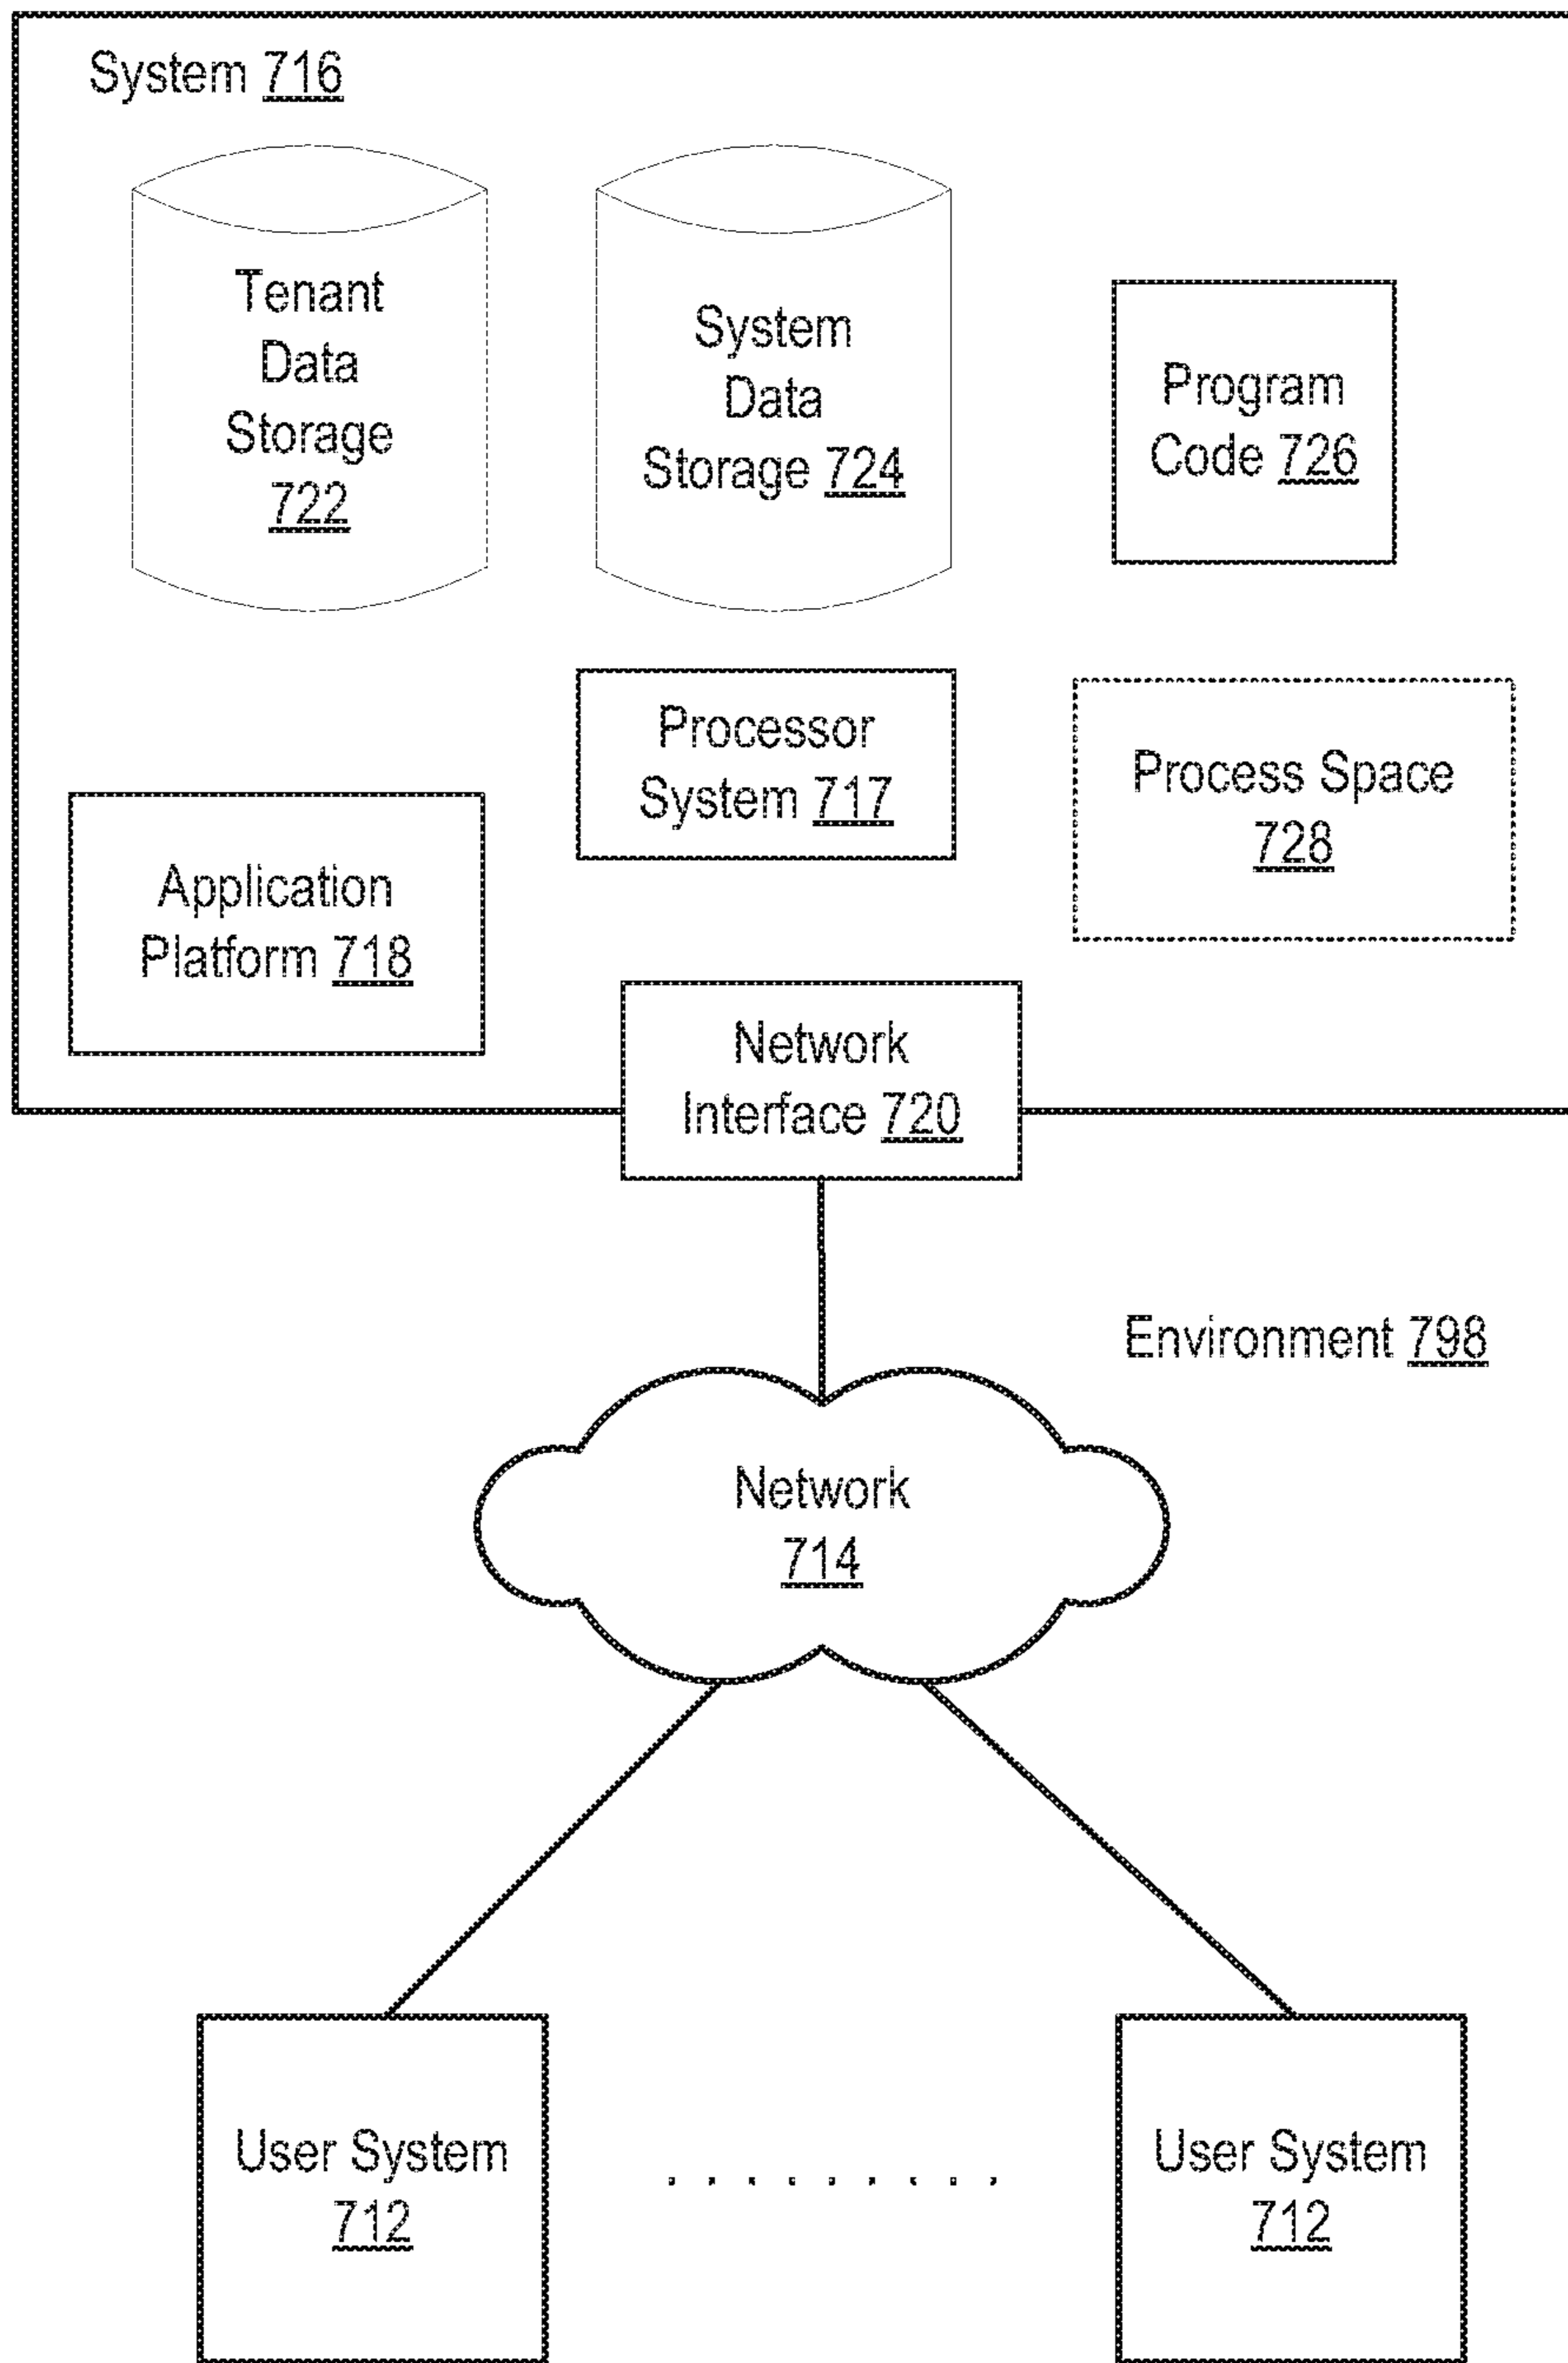 System 716
Tenant
Data
Storage
722
System
Data
Storage 724
Program
Code 726
Processor
System 717
Process Space
728
Application
Platform 718
Network
Interface 720
Environment 798
Network
714
User System
712
User System
712